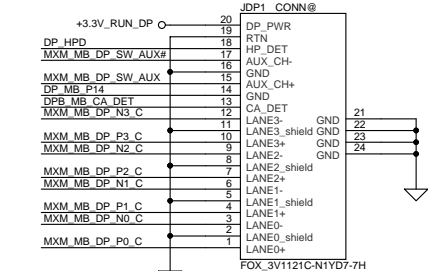 JDP1 CONN@
+3.3V_RUN_DP 20 DP_PWR
19 RTN
DP_HPD 18 HP_DET
MXM_MB_DP_SW_AUX# 17 AUX_CH-
16 GND
MXM_MB_DP_SW_AUX 15 AUX_CH+
DP_MB_P14 14 GND
DPB_MB_CA_DET 13 CA_DET
MXM_MB_DP_N3_C 12 LANE3- GND 21
11 LANE3_shield GND 22
MXM_MB_DP_P3_C 10 LANE3+ GND 23
MXM_MB_DP_N2_C 9 LANE2- GND 24
8 LANE2_shield
MXM_MB_DP_P2_C 7 LANE2+
MXM_MB_DP_N1_C 6 LANE1-
5 LANE1_shield
MXM_MB_DP_P1_C 4 LANE1+
MXM_MB_DP_N0_C 3 LANE0-
2 LANE0_shield
MXM_MB_DP_P0_C 1 LANE0+
FOX_3V1121C-N1YD7-7H